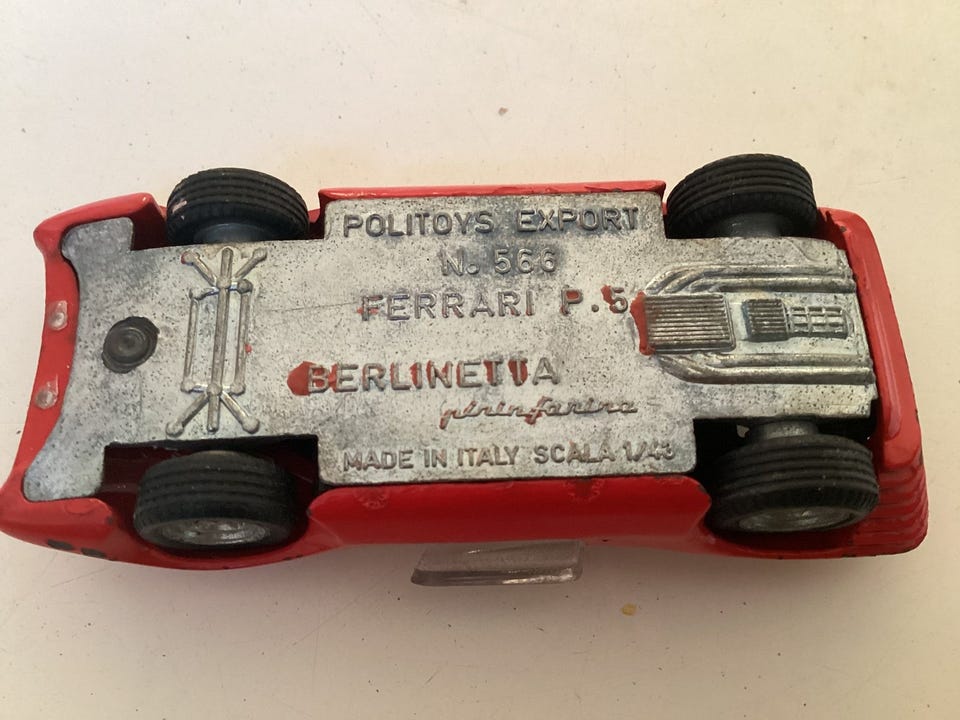 POLITOYS EXPORT
N. 566
FERRARI P.5
BERLINETTA
pininfarina
MADE IN ITALY SCALA 1/43